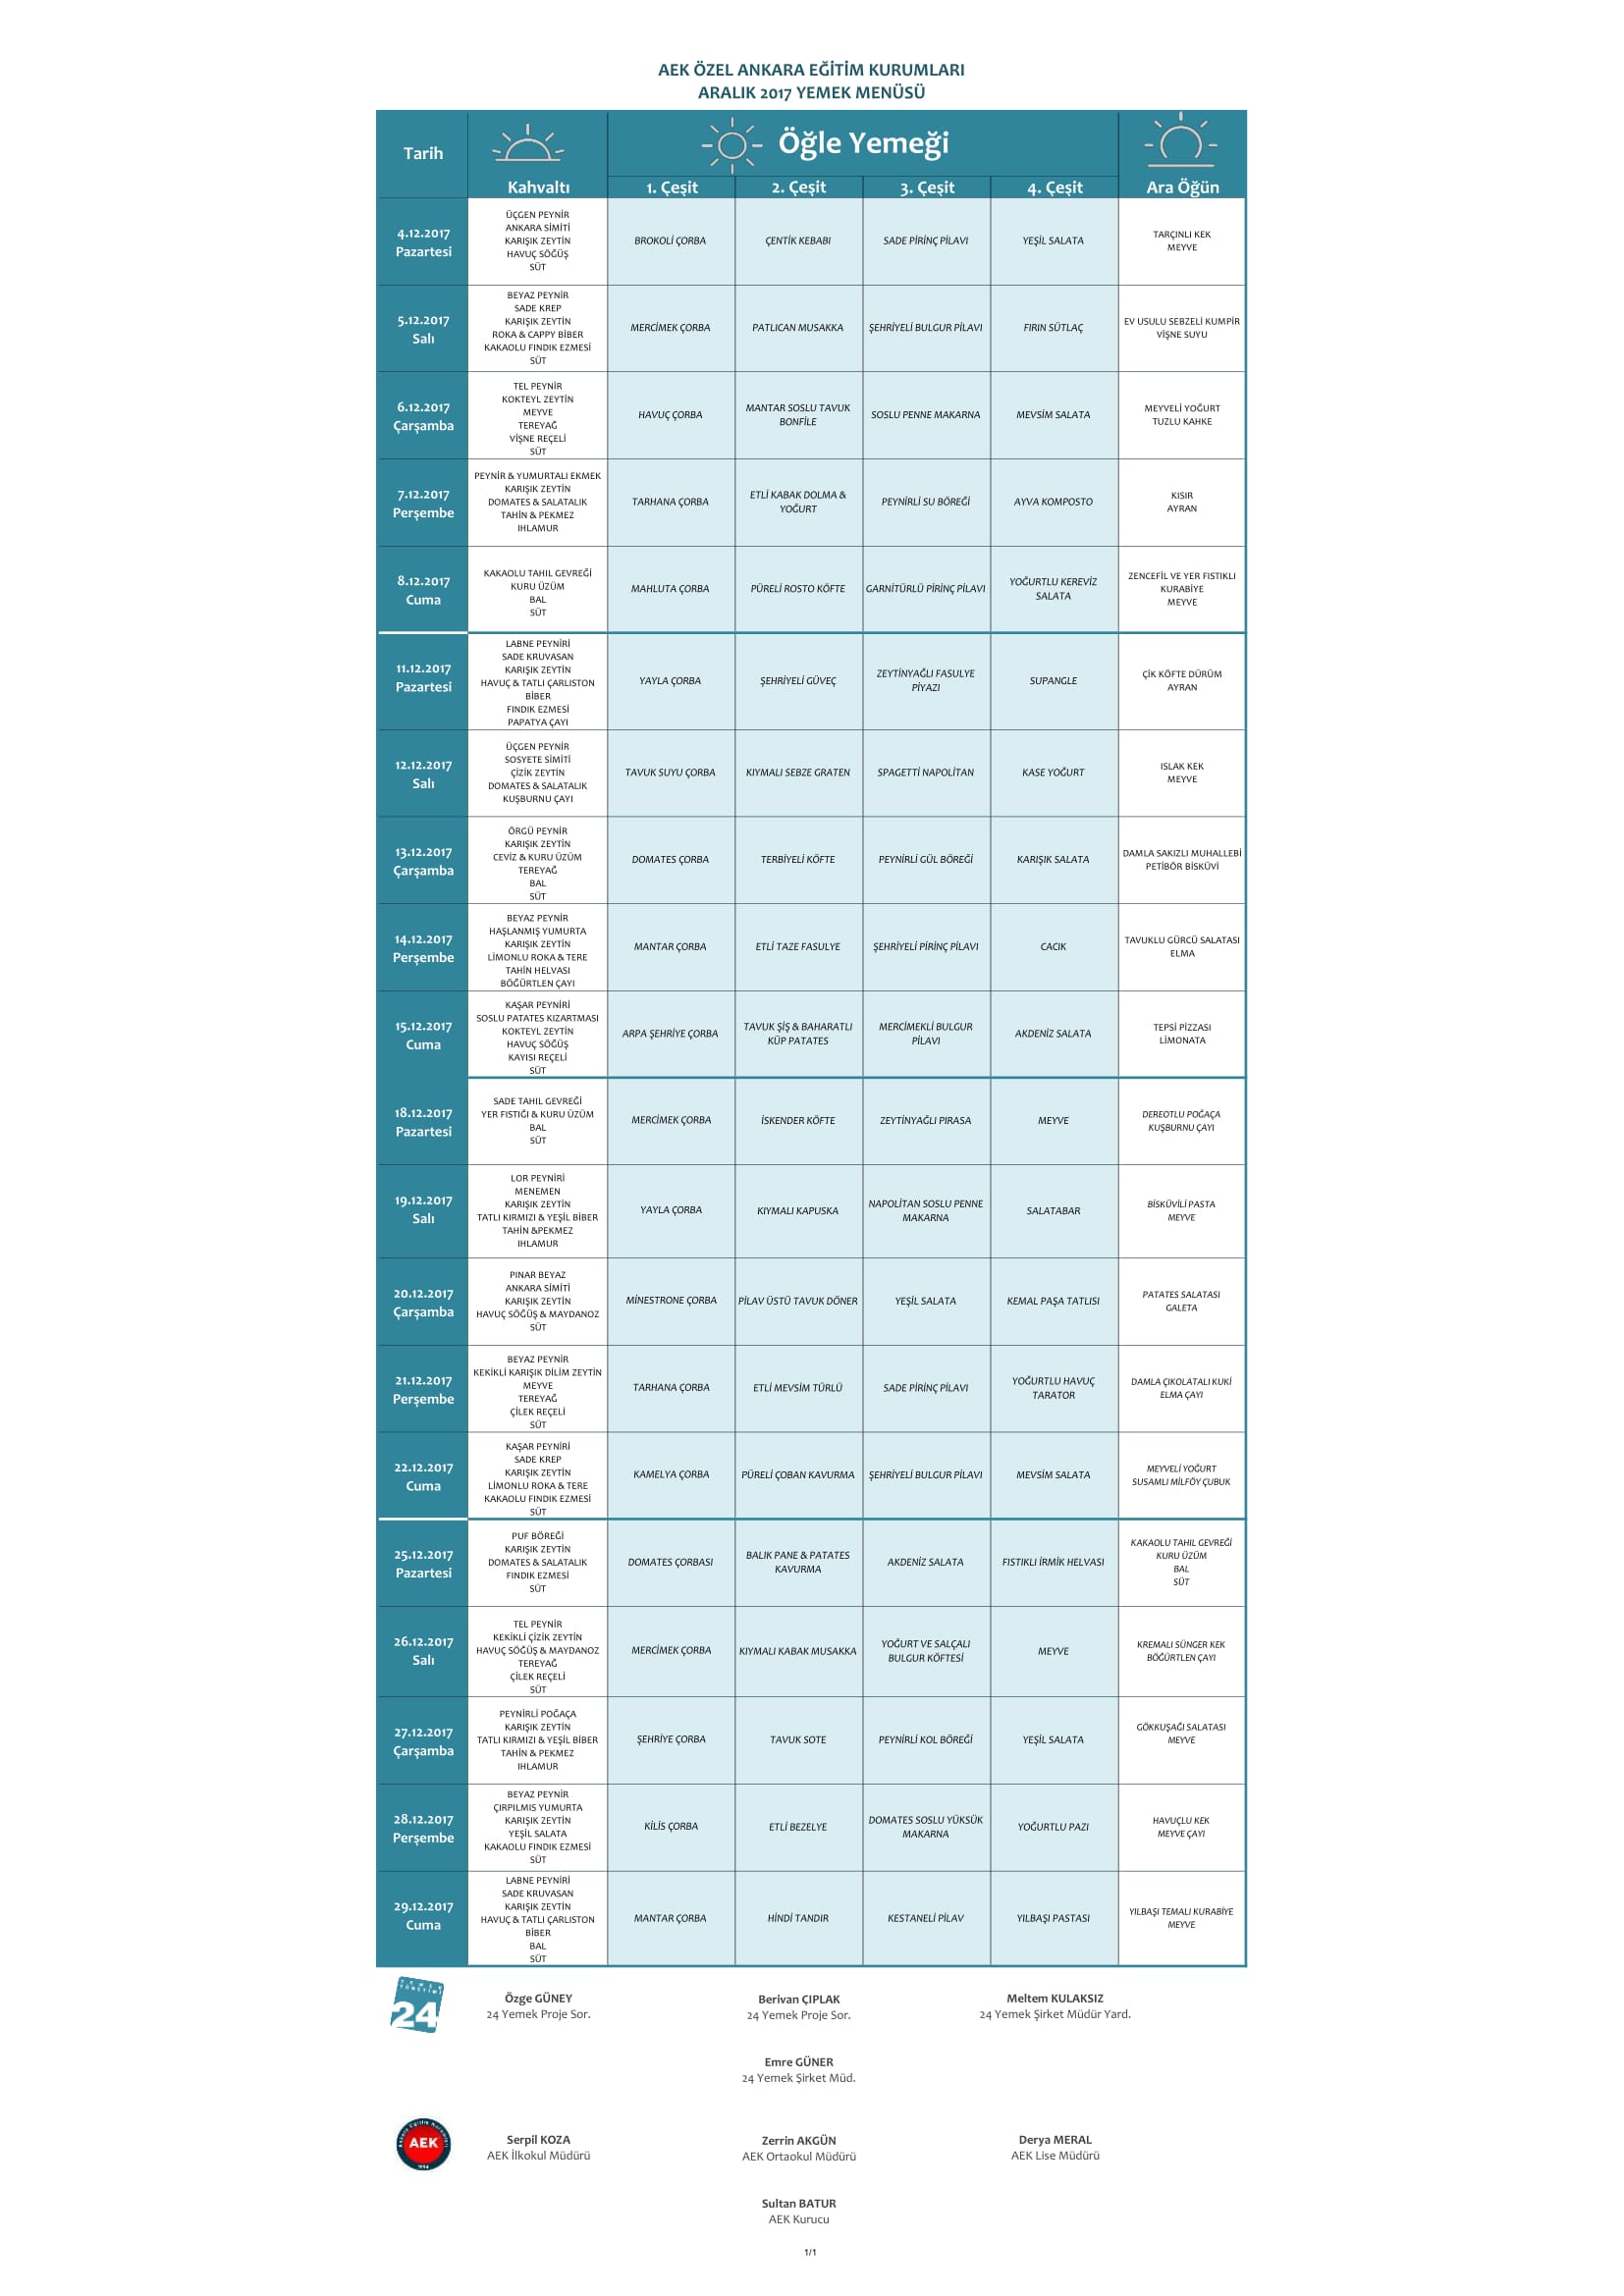 AEK ÖZEL ANKARA EĞİTİM KURUMLARI
ARALIK 2017 YEMEK MENÜSÜ
Tarih
Kahvaltı
Öğle Yemeği
1. Çeşit
2. Çeşit
3. Çeşit
4. Çeşit
Ara Öğün
4.12.2017
Pazartesi
ÜÇGEN PEYNİR
ANKARA SİMİTİ
KARIŞIK ZEYTİN
HAVUÇ SÖĞÜŞ
SÜT
BROKOLİ ÇORBA
ÇENTİK KEBABI
SADE PİRİNÇ PİLAVI
YEŞİL SALATA
TARÇINLI KEK
MEYVE
5.12.2017
Salı
BEYAZ PEYNİR
SADE KREP
KARIŞIK ZEYTİN
ROKA & CAPPY BİBER
KAKAOLU FINDIK EZMESİ
SÜT
MERCİMEK ÇORBA
PATLICAN MUSAKKA
ŞEHRİYELİ BULGUR PİLAVI
FIRIN SÜTLAÇ
EV USULU SEBZELİ KUMPİR
VİŞNE SUYU
6.12.2017
Çarşamba
TEL PEYNİR
KOKTEYL ZEYTİN
MEYVE
TEREYAĞ
VİŞNE REÇELİ
SÜT
HAVUÇ ÇORBA
MANTAR SOSLU TAVUK
BONFİLE
SOSLU PENNE MAKARNA
MEVSİM SALATA
MEYVELİ YOĞURT
TUZLU KAHKE
7.12.2017
Perşembe
PEYNİR & YUMURTALI EKMEK
KARIŞIK ZEYTİN
DOMATES & SALATALIK
TAHİN & PEKMEZ
IHLAMUR
TARHANA ÇORBA
ETLİ KABAK DOLMA &
YOĞURT
PEYNİRLİ SU BÖREĞİ
AYVA KOMPOSTO
KISIR
AYRAN
8.12.2017
Cuma
KAKAOLU TAHIL GEVREĞİ
KURU ÜZÜM
BAL
SÜT
MAHLUTA ÇORBA
PÜRELİ ROSTO KÖFTE
GARNİTÜRLÜ PİRİNÇ PİLAVI
YOĞURTLU KEREVİZ
SALATA
ZENCEFİL VE YER FISTIKLI
KURABİYE
MEYVE
11.12.2017
Pazartesi
LABNE PEYNİRİ
SADE KRUVASAN
KARIŞIK ZEYTİN
HAVUÇ & TATLI ÇARLISTON
BİBER
FINDIK EZMESİ
PAPATYA ÇAYI
YAYLA ÇORBA
ŞEHRİYELİ GÜVEÇ
ZEYTİNYAĞLI FASULYE
PİYAZI
SUPANGLE
ÇİK KÖFTE DÜRÜM
AYRAN
12.12.2017
Salı
ÜÇGEN PEYNİR
SOSYETE SİMİTİ
ÇİZİK ZEYTİN
DOMATES & SALATALIK
KUŞBURNU ÇAYI
TAVUK SUYU ÇORBA
KIYMALI SEBZE GRATEN
SPAGETTİ NAPOLİTAN
KASE YOĞURT
ISLAK KEK
MEYVE
13.12.2017
Çarşamba
ÖRGÜ PEYNİR
KARIŞIK ZEYTİN
CEVİZ & KURU ÜZÜM
TEREYAĞ
BAL
SÜT
DOMATES ÇORBA
TERBİYELİ KÖFTE
PEYNİRLİ GÜL BÖREĞİ
KARIŞIK SALATA
DAMLA SAKIZLI MUHALLEBİ
PETİBÖR BİSKÜVİ
14.12.2017
Perşembe
BEYAZ PEYNİR
HAŞLANMIŞ YUMURTA
KARIŞIK ZEYTİN
LİMONLU ROKA & TERE
TAHİN HELVASI
BÖĞÜRTLEN ÇAYI
MANTAR ÇORBA
ETLİ TAZE FASULYE
ŞEHRİYELİ PİRİNÇ PİLAVI
CACIK
TAVUKLU GÜRCÜ SALATASI
ELMA
15.12.2017
Cuma
KAŞAR PEYNİRİ
SOSLU PATATES KIZARTMASI
KOKTEYL ZEYTİN
HAVUÇ SÖĞÜŞ
KAYISI REÇELİ
SÜT
ARPA ŞEHRİYE ÇORBA
TAVUK ŞİŞ & BAHARATLI
KÜP PATATES
MERCİMEKLİ BULGUR
PİLAVI
AKDENİZ SALATA
TEPSİ PİZZASI
LİMONATA
18.12.2017
Pazartesi
SADE TAHIL GEVREĞİ
YER FISTIĞI & KURU ÜZÜM
BAL
SÜT
MERCİMEK ÇORBA
İSKENDER KÖFTE
ZEYTİNYAĞLI PIRASA
MEYVE
DEREOTLU POĞAÇA
KUŞBURNU ÇAYI
19.12.2017
Salı
LOR PEYNİRİ
MENEMEN
KARIŞIK ZEYTİN
TATLI KIRMIZI & YEŞİL BİBER
TAHİN &PEKMEZ
IHLAMUR
YAYLA ÇORBA
KIYMALI KAPUSKA
NAPOLİTAN SOSLU PENNE
MAKARNA
SALATABAR
BİSKÜVİLİ PASTA
MEYVE
20.12.2017
Çarşamba
PINAR BEYAZ
ANKARA SİMİTİ
KARIŞIK ZEYTİN
HAVUÇ SÖĞÜŞ & MAYDANOZ
SÜT
MİNESTRONE ÇORBA
PİLAV ÜSTÜ TAVUK DÖNER
YEŞİL SALATA
KEMAL PAŞA TATLISI
PATATES SALATASI
GALETA
21.12.2017
Perşembe
BEYAZ PEYNİR
KEKİKLİ KARIŞIK DİLİM ZEYTİN
MEYVE
TEREYAĞ
ÇİLEK REÇELİ
SÜT
TARHANA ÇORBA
ETLİ MEVSİM TÜRLÜ
SADE PİRİNÇ PİLAVI
YOĞURTLU HAVUÇ
TARATOR
DAMLA ÇIKOLATALI KUKİ
ELMA ÇAYI
22.12.2017
Cuma
KAŞAR PEYNİRİ
SADE KREP
KARIŞIK ZEYTİN
LİMONLU ROKA & TERE
KAKAOLU FINDIK EZMESİ
SÜT
KAMELYA ÇORBA
PÜRELİ ÇOBAN KAVURMA
ŞEHRİYELİ BULGUR PİLAVI
MEVSİM SALATA
MEYVELİ YOĞURT
SUSAMLI MİLFÖY ÇUBUK
25.12.2017
Pazartesi
PUF BÖREĞİ
KARIŞIK ZEYTİN
DOMATES & SALATALIK
FINDIK EZMESİ
SÜT
DOMATES ÇORBASI
BALIK PANE & PATATES
KAVURMA
AKDENİZ SALATA
FISTIKLI İRMİK HELVASI
KAKAOLU TAHIL GEVREĞİ
KURU ÜZÜM
BAL
SÜT
26.12.2017
Salı
TEL PEYNİR
KEKİKLİ ÇİZİK ZEYTİN
HAVUÇ SÖĞÜŞ & MAYDANOZ
TEREYAĞ
ÇİLEK REÇELİ
SÜT
MERCİMEK ÇORBA
KIYMALI KABAK MUSAKKA
YOĞURT VE SALÇALI
BULGUR KÖFTESİ
MEYVE
KREMALI SÜNGER KEK
BÖĞÜRTLEN ÇAYI
27.12.2017
Çarşamba
PEYNİRLİ POĞAÇA
KARIŞIK ZEYTİN
TATLI KIRMIZI & YEŞİL BİBER
TAHİN & PEKMEZ
IHLAMUR
ŞEHRİYE ÇORBA
TAVUK SOTE
PEYNİRLİ KOL BÖREĞİ
YEŞİL SALATA
GÖKKUŞAĞI SALATASI
MEYVE
28.12.2017
Perşembe
BEYAZ PEYNİR
ÇIRPILMIS YUMURTA
KARIŞIK ZEYTİN
YEŞİL SALATA
KAKAOLU FINDIK EZMESİ
SÜT
KİLİS ÇORBA
ETLİ BEZELYE
DOMATES SOSLU YÜKSÜK
MAKARNA
YOĞURTLU PAZI
HAVUÇLU KEK
MEYVE ÇAYI
29.12.2017
Cuma
LABNE PEYNİRİ
SADE KRUVASAN
KARIŞIK ZEYTİN
HAVUÇ & TATLI ÇARLISTON
BİBER
BAL
SÜT
MANTAR ÇORBA
HİNDİ TANDIR
KESTANELİ PİLAV
YILBAŞI PASTASI
YILBAŞI TEMALI KURABİYE
MEYVE
24
Özge GÜNEY
24 Yemek Proje Sor.
Berivan ÇIPLAK
24 Yemek Proje Sor.
Meltem KULAKSIZ
24 Yemek Şirket Müdür Yard.
Emre GÜNER
24 Yemek Şirket Müd.
AEK
Serpil KOZA
AEK İlkokul Müdürü
Zerrin AKGÜN
AEK Ortaokul Müdürü
Derya MERAL
AEK Lise Müdürü
Sultan BATUR
AEK Kurucu
1/1